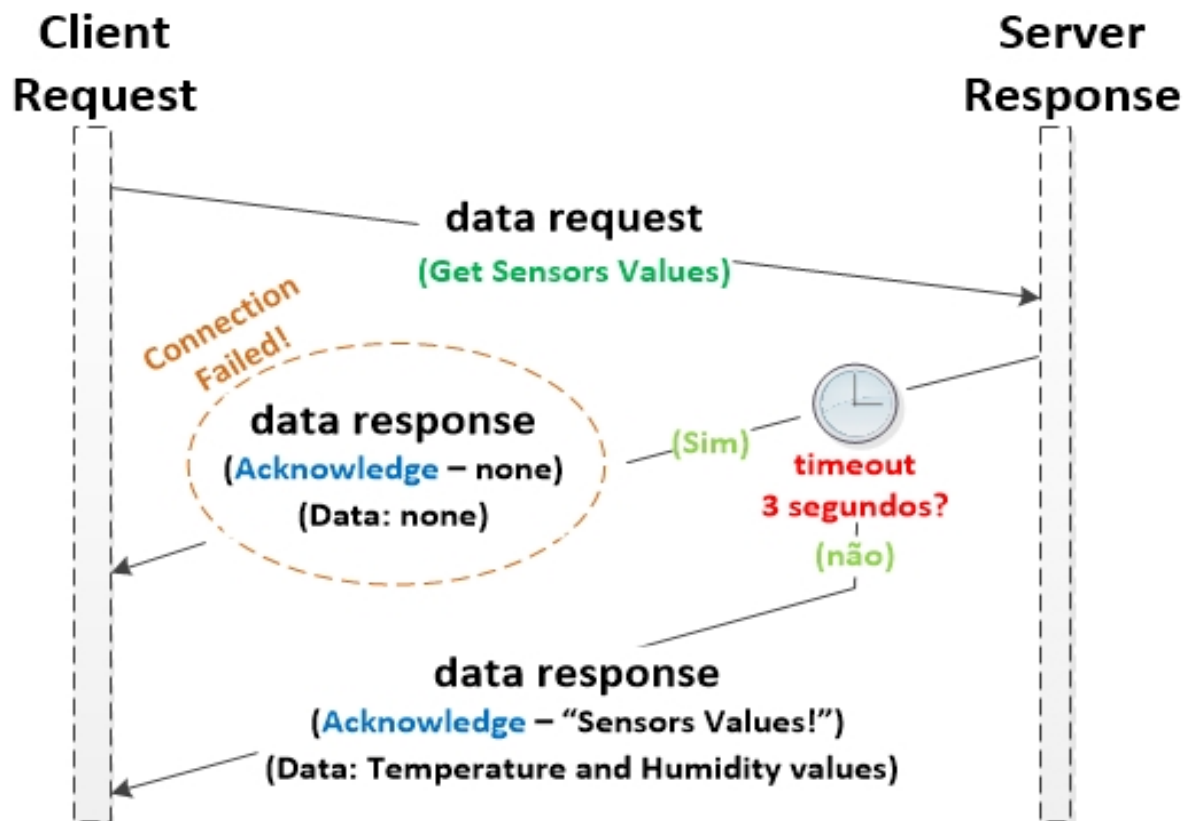 Client
Request
Server
Response
data request
(Get Sensors Values)
Connection
Failed!
data response
(Acknowledge – none)
(Data: none)
(Sim)
timeout
3 segundos?
(não)
data response
(Acknowledge – “Sensors Values!”)
(Data: Temperature and Humidity values)